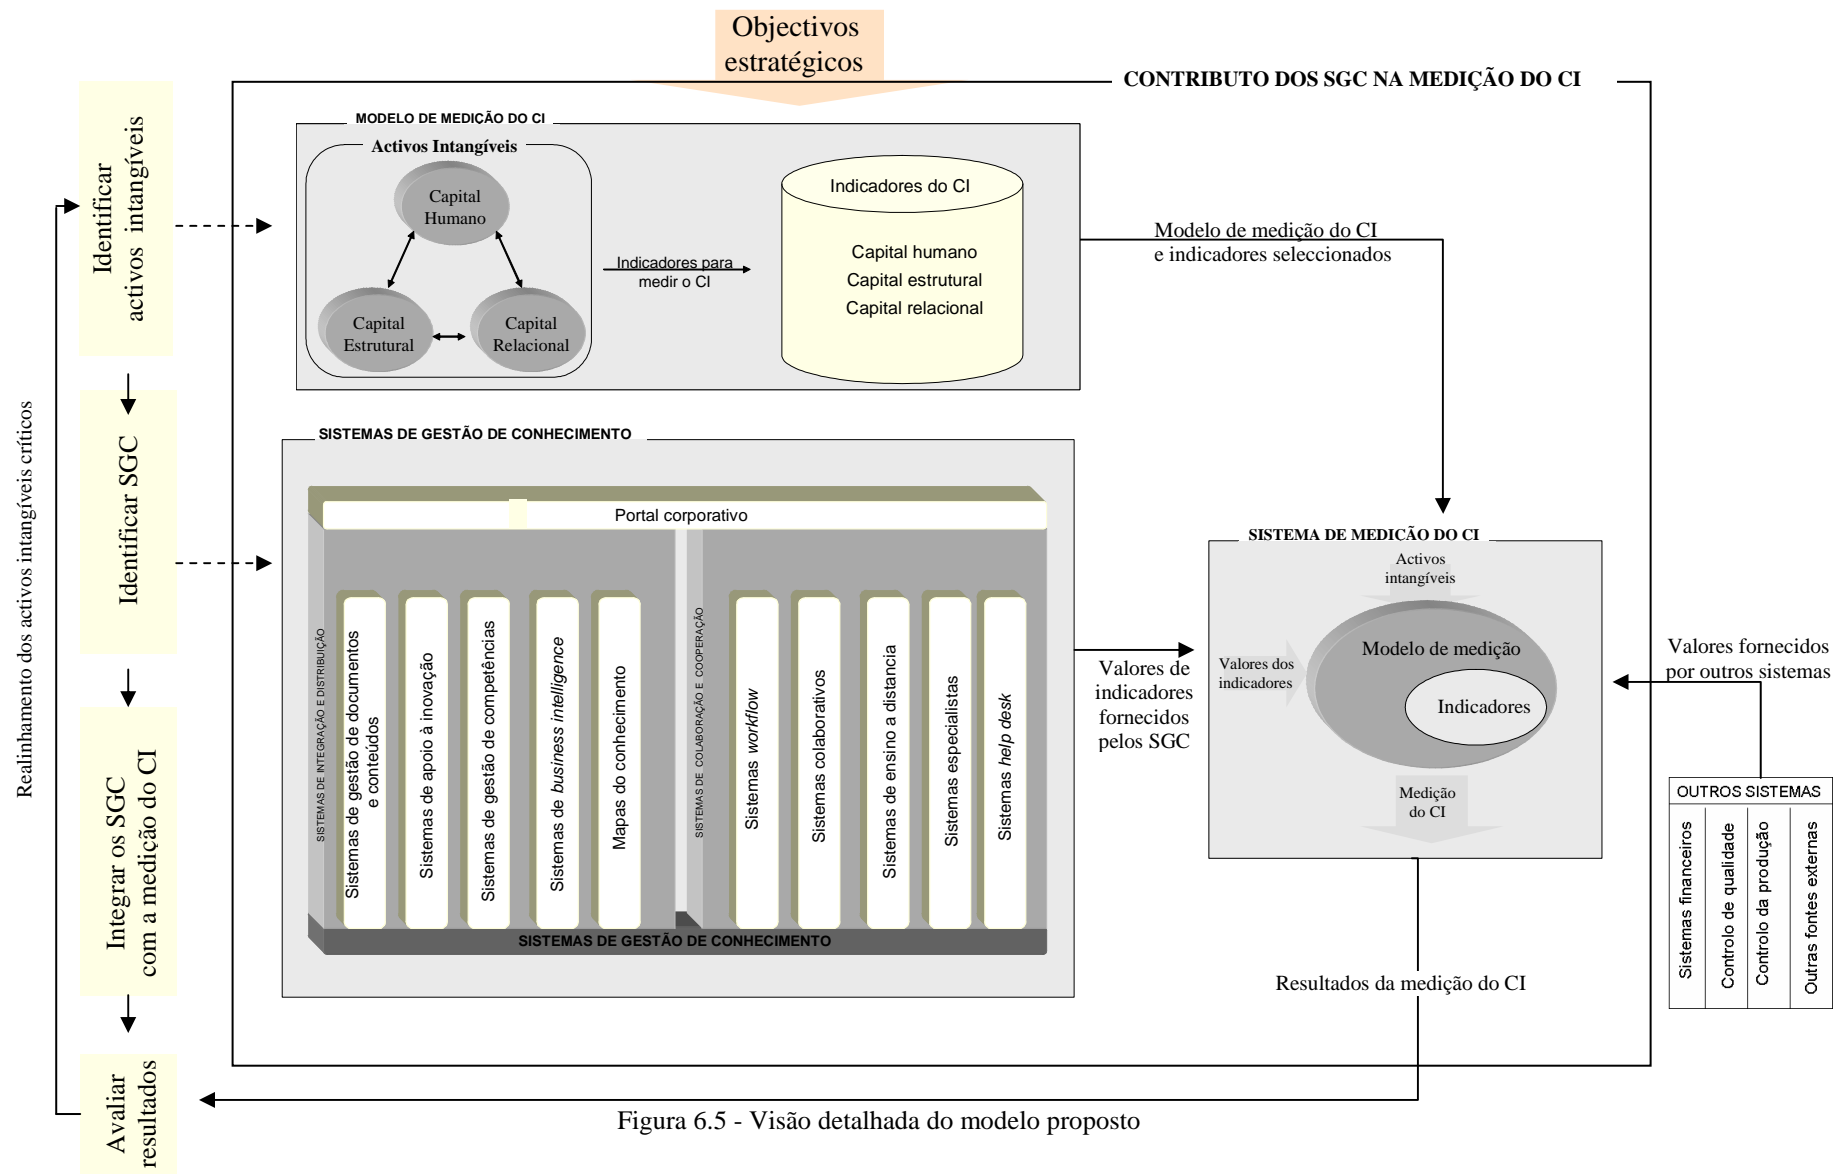 Objectivos
estratégicos
CONTRIBUTO DOS SGC NA MEDIÇÃO DO CI
Identificar
activos intangíveis
Identificar SGC
Integrar os SGC
com a medição do CI
Avaliar
resultados
Realinhamento dos activos intangíveis críticos
MODELO DE MEDIÇÃO DO CI
Activos Intangíveis
Capital
Humano
Capital
Estrutural
Capital
Relacional
Indicadores para
medir o CI
Indicadores do CI
Capital humano
Capital estrutural
Capital relacional
Modelo de medição do CI
e indicadores seleccionados
SISTEMAS DE GESTÃO DE CONHECIMENTO
Portal corporativo
SISTEMAS DE INTEGRAÇÃO E DISTRIBUIÇÃO
Sistemas de gestão de documentos
e conteúdos
Sistemas de apoio à inovação
Sistemas de gestão de competências
Sistemas de business intelligence
Mapas do conhecimento
SISTEMAS DE COLABORAÇÃO E COOPERAÇÃO
Sistemas workflow
Sistemas colaborativos
Sistemas de ensino a distancia
Sistemas especialistas
Sistemas help desk
SISTEMAS DE GESTÃO DE CONHECIMENTO
Valores de
indicadores
fornecidos
pelos SGC
SISTEMA DE MEDIÇÃO DO CI
Activos
intangíveis
Valores dos
indicadores
Modelo de medição
Indicadores
Medição
do CI
Valores fornecidos
por outros sistemas
OUTROS SISTEMAS
Sistemas financeiros
Controlo de qualidade
Controlo da produção
Outras fontes externas
Resultados da medição do CI
Figura 6.5 - Visão detalhada do modelo proposto